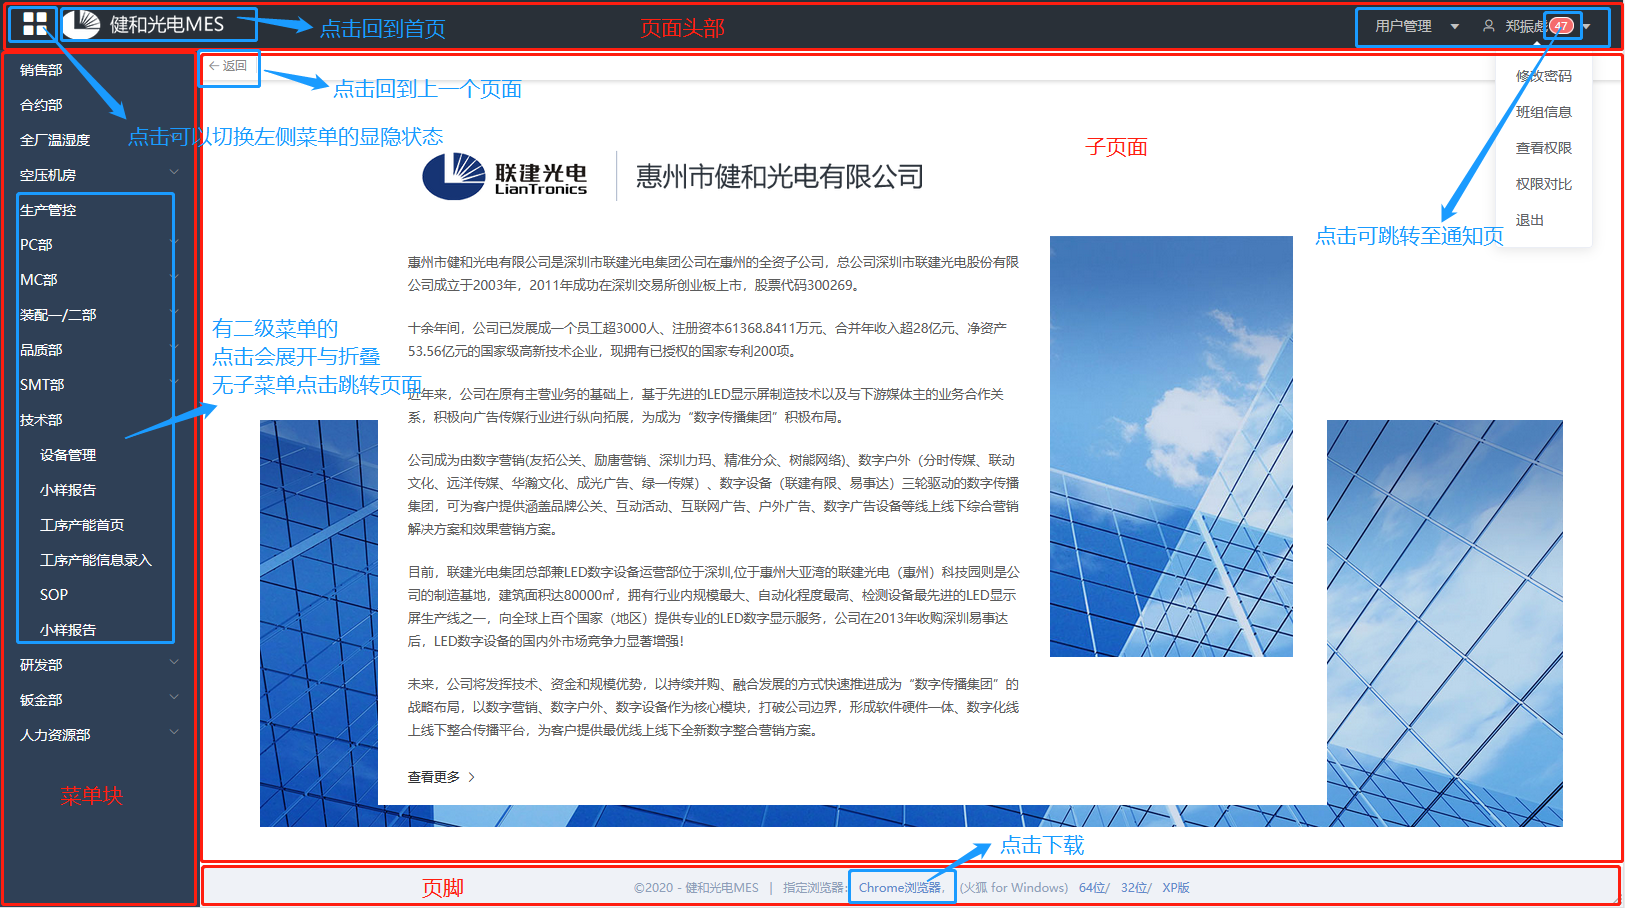 健和光电MES
点击回到首页
页面头部
用户管理
郑振彪
47
销售部
合约部
全厂温湿度
空压机房
生产管控
PC部
MC部
装配一/二部
品质部
SMT部
技术部
设备管理
小样报告
工序产能首页
工序产能信息录入
SOP
小样报告
研发部
钣金部
人力资源部
菜单块
返回
点击回到上一个页面
点击可以切换左侧菜单的显隐状态
子页面
修改密码
班组信息
查看权限
权限对比
退出
点击可跳转至通知页
有二级菜单的
点击会展开与折叠
无子菜单点击跳转页面
联建光电
LianTronics
惠州市健和光电有限公司
惠州市健和光电有限公司是深圳市联建光电集团公司在惠州的全资子公司，总公司深圳市联建光电股份有限
公司成立于2003年，2011年成功在深圳交易所创业板上市，股票代码300269。
十余年间，公司已发展成一个员工超3000人、注册资本61368.8411万元、合并年收入超28亿元、净资产
53.56亿元的国家级高新技术企业，现拥有已授权的国家专利200项。
近年来，公司在原有主营业务的基础上，基于先进的LED显示屏制造技术以及与下游媒体主的业务合作关
系，积极向广告传媒行业进行纵向拓展，为成为“数字传播集团”积极布局。
公司成为由数字营销(友拓公关、励唐营销、深圳力玛、精准分众、树能网络)、数字户外（分时传媒、联动
文化、远洋传媒、华瀚文化、成光广告、绿一传媒）、数字设备（联建有限、易事达）三轮驱动的数字传播
集团，可为客户提供涵盖品牌公关、互动活动、互联网广告、户外广告、数字广告设备等线上线下综合营销
解决方案和效果营销方案。
目前，联建光电集团总部兼LED数字设备运营部位于深圳,位于惠州大亚湾的联建光电（惠州）科技园则是公
司的制造基地，建筑面积达80000㎡，拥有行业内规模最大、自动化程度最高、检测设备最先进的LED显示
屏生产线之一，向全球上百个国家（地区）提供专业的LED数字显示服务，公司在2013年收购深圳易事达
后，LED数字设备的国内外市场竞争力显著增强！
未来，公司将发挥技术、资金和规模优势，以持续并购、融合发展的方式快速推进成为“数字传播集团”的
战略布局，以数字营销、数字户外、数字设备作为核心模块，打破公司边界，形成软件硬件一体、数字化线
上线下整合传播平台，为客户提供最优线上线下全新数字整合营销方案。
查看更多
点击下载
页脚
©2020 - 健和光电MES | 指定浏览器: Chrome浏览器, (火狐 for Windows) 64位/ 32位/ XP版